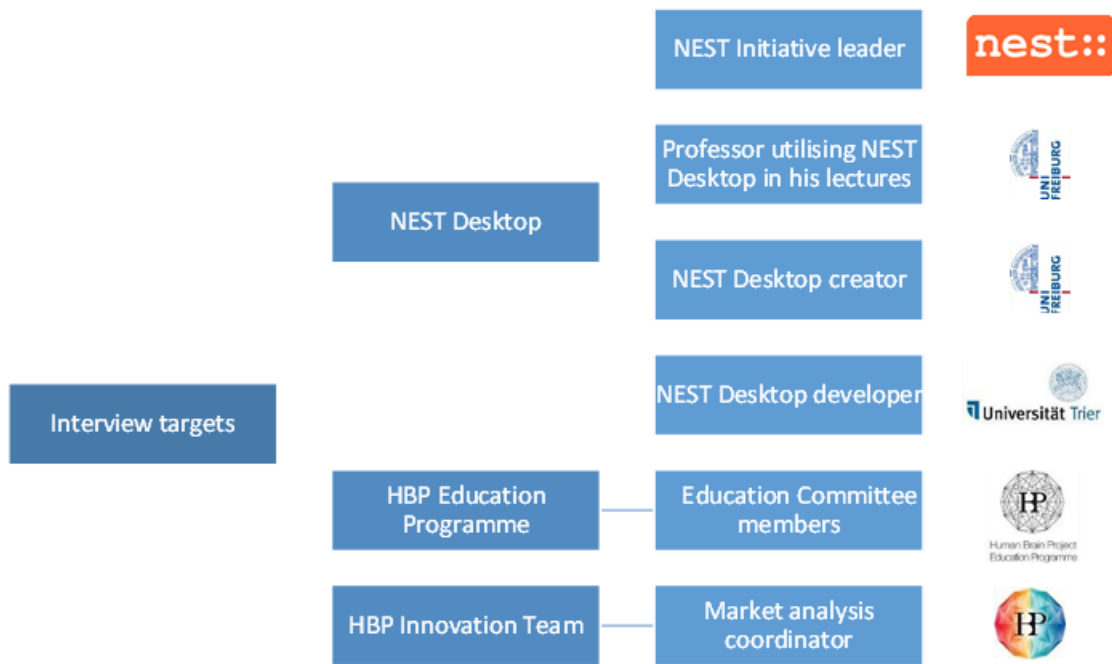 NEST Initiative leader
nest::
Professor utilising NEST
Desktop in his lectures
UNI
FREIBURG
NEST Desktop
NEST Desktop creator
UNI
FREIBURG
NEST Desktop developer
Universität Trier
Interview targets
HBP Education
Programme
Education Committee
members
HP
Human Brain Project
Education Programme
HBP Innovation Team
Market analysis
coordinator
HP